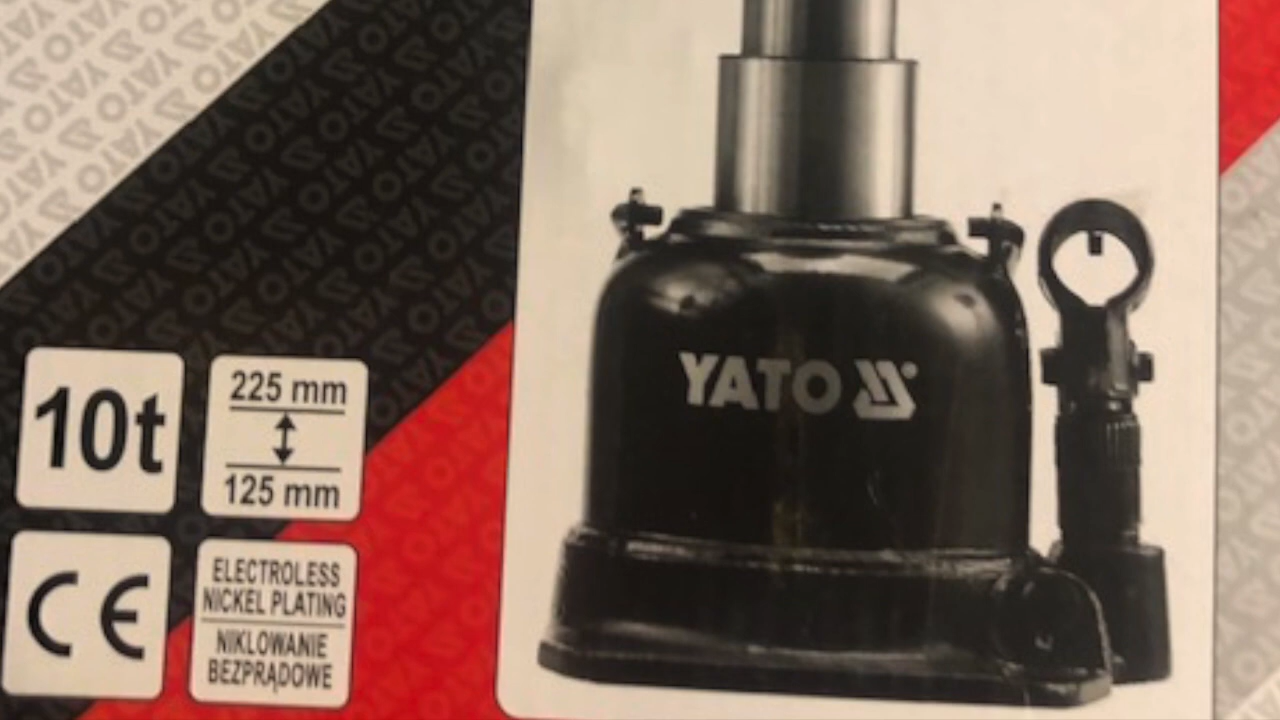 YATO
10t
225 mm
125 mm
CE
ELECTROLESS
NICKEL PLATING
NIKLOWANIE
BEZPRĄDOWE